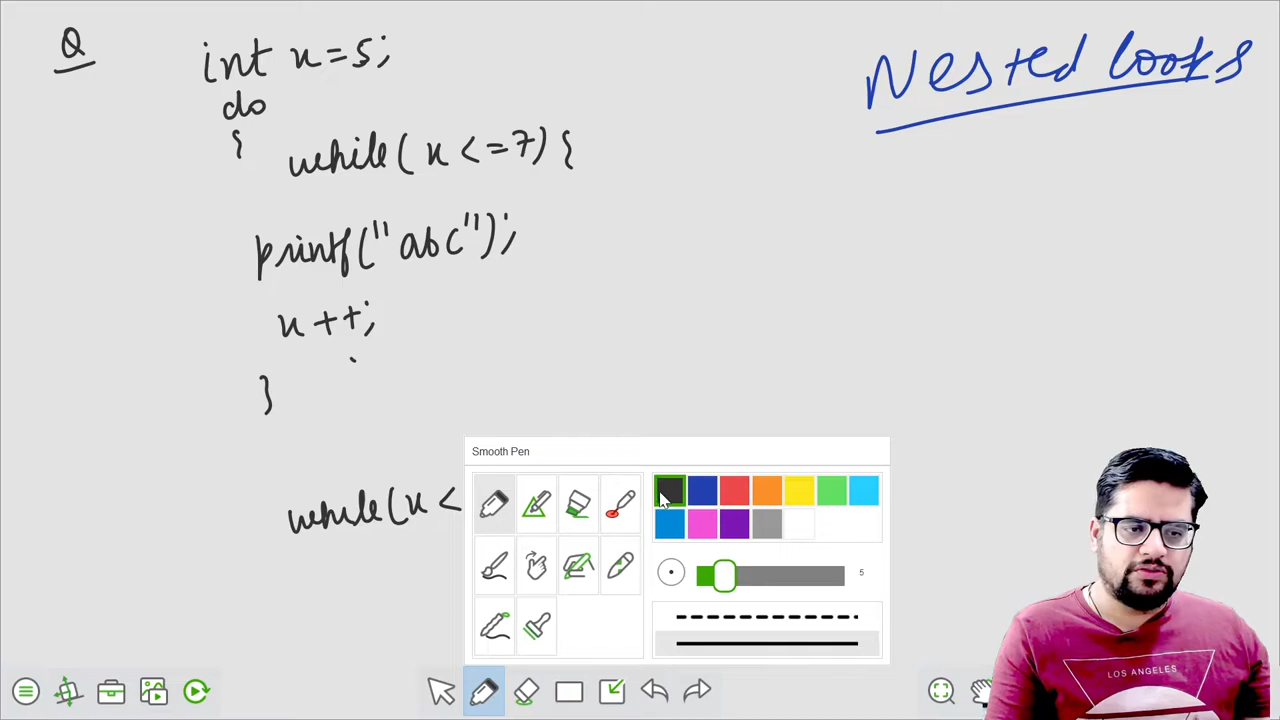 Q
int x=5;
Nested loops
do
{
while(x<=7){
printf("abc");
x++;
}
while(x<
Smooth Pen
5
LOS ANGELES